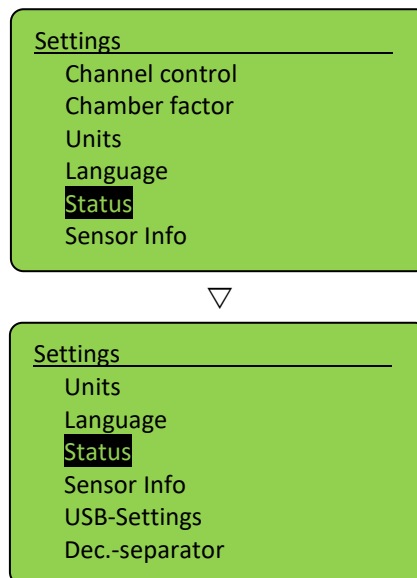 Settings
Channel control
Chamber factor
Units
Language
Status
Sensor Info
Settings
Units
Language
Status
Sensor Info
USB-Settings
Dec.-separator